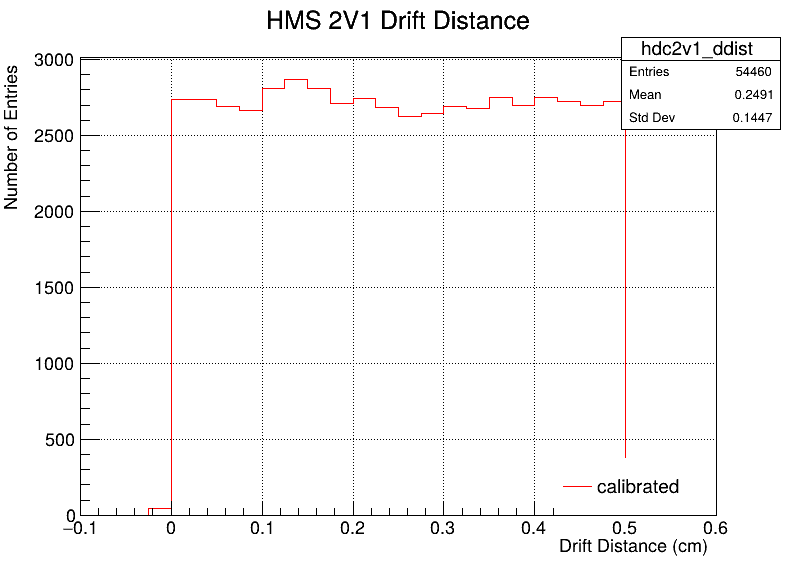 HMS 2V1 Drift Distance
hdc2v1_ddist
Entries 54460
Mean 0.2491
Std Dev 0.1447
Number of Entries
3000
2500
2000
1500
1000
500
0
−0.1 0 0.1 0.2 0.3 0.4 0.5 0.6
Drift Distance (cm)
calibrated